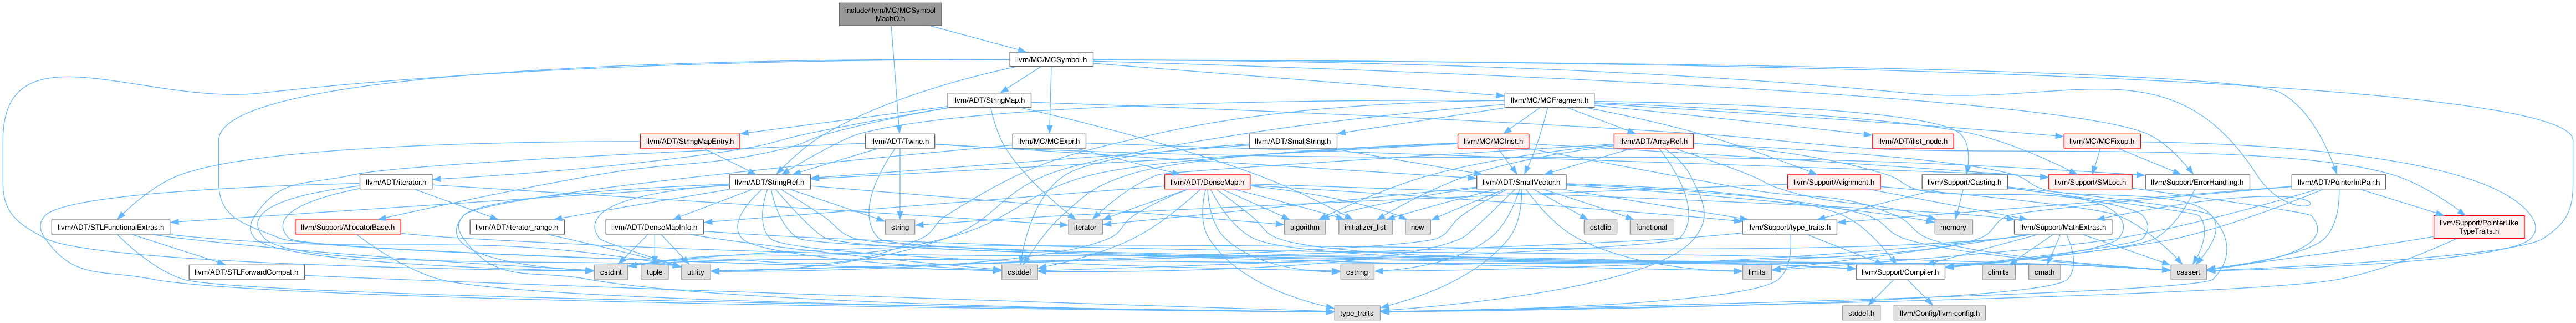 include/llvm/MC/MCSymbol
MachO.h
llvm/MC/MCSymbol.h
llvm/ADT/StringMap.h
llvm/MC/MCFragment.h
llvm/ADT/StringMapEntry.h
llvm/ADT/Twine.h
llvm/MC/MCExpr.h
llvm/ADT/SmallString.h
llvm/MC/MCInst.h
llvm/ADT/ArrayRef.h
llvm/ADT/ilist_node.h
llvm/MC/MCFixup.h
llvm/ADT/iterator.h
llvm/ADT/StringRef.h
llvm/ADT/DenseMap.h
llvm/ADT/SmallVector.h
llvm/Support/Alignment.h
llvm/Support/Casting.h
llvm/Support/SMLoc.h
llvm/Support/ErrorHandling.h
llvm/ADT/PointerIntPair.h
llvm/ADT/STLFunctionalExtras.h
llvm/Support/AllocatorBase.h
llvm/ADT/iterator_range.h
llvm/ADT/DenseMapInfo.h
string
iterator
algorithm
initializer_list
new
cstdlib
functional
llvm/Support/type_traits.h
memory
llvm/Support/MathExtras.h
llvm/Support/PointerLike
TypeTraits.h
llvm/ADT/STLForwardCompat.h
cstdint
tuple
utility
cstddef
cstring
limits
llvm/Support/Compiler.h
climits
cmath
cassert
type_traits
stddef.h
llvm/Config/llvm-config.h